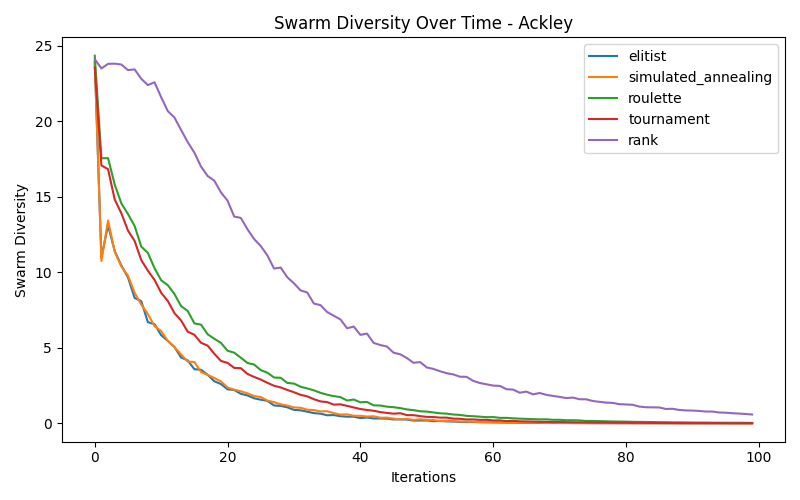 Swarm Diversity Over Time - Ackley
elitist
simulated_annealing
roulette
tournament
rank
Swarm Diversity
25
20
15
10
5
0
0 20 40 60 80 100
Iterations